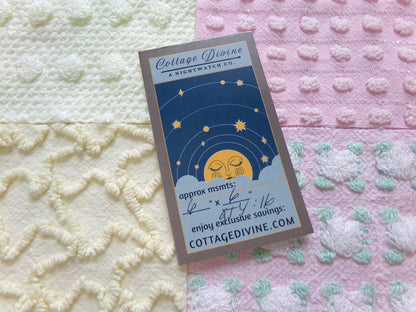 Cottage Divine
A NIGHTWATCH CO.
approx msmts:
6 " x 6 "
enjoy exclusive savings:
COTTAGEDIVINE.COM